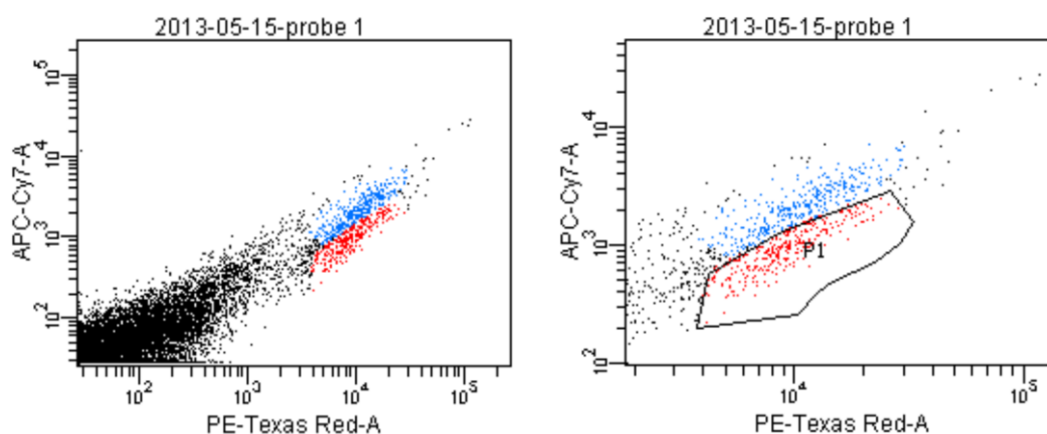 2013-05-15-probe 1
APC-Cy7-A
10^5
10^4
10^3
10^2
10^2 10^3 10^4 10^5
PE-Texas Red-A
2013-05-15-probe 1
APC-Cy7-A
10^4
10^3
10^2
P1
10^4 10^5
PE-Texas Red-A